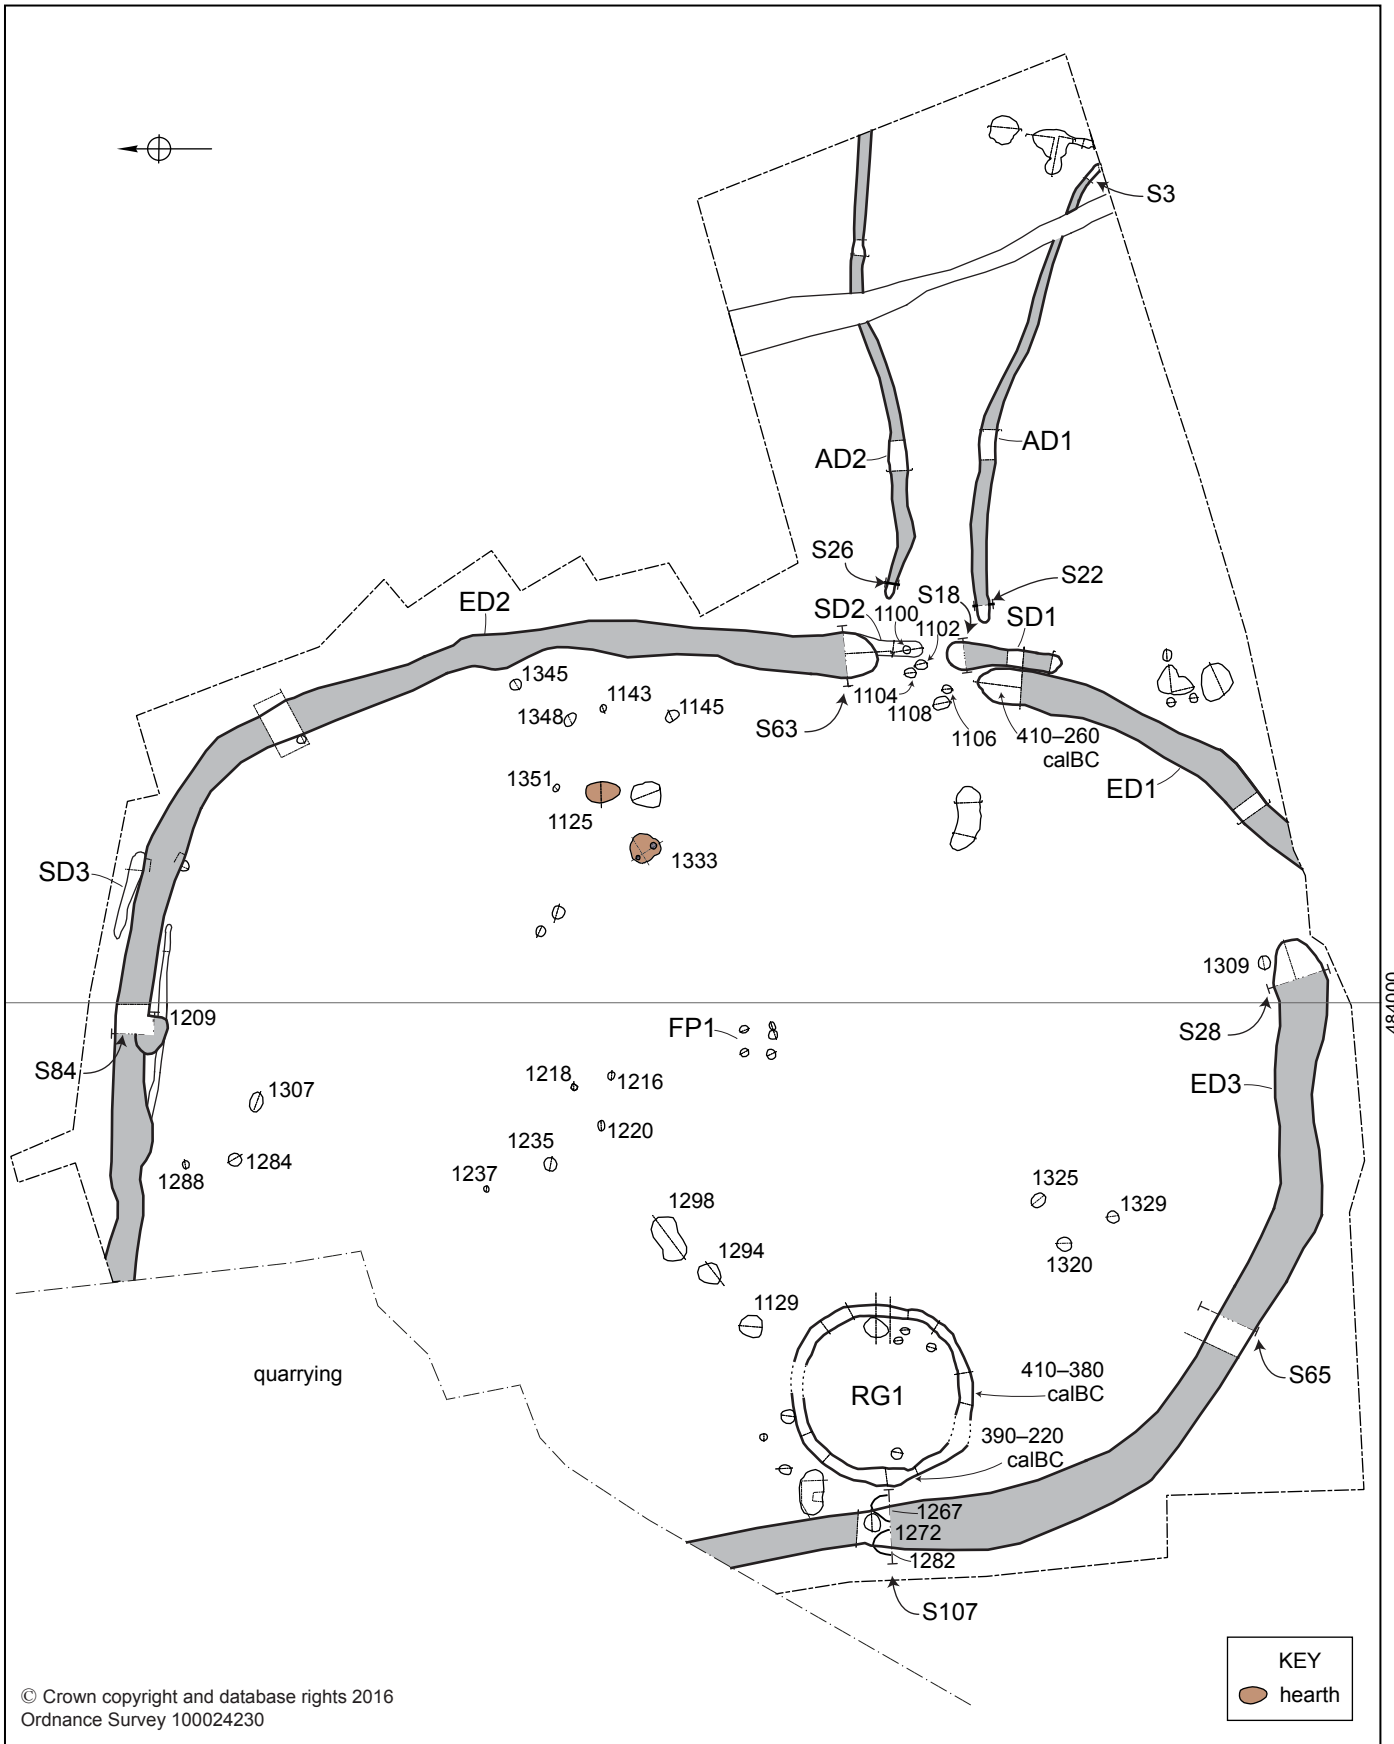 S3
AD2
AD1
S26
S18
S22
ED2
SD2
1100
1102
SD1
1345
1143
1348
1145
1104
1108
S63
1106
410–260
calBC
1351
1125
ED1
1333
SD3
1309
484000
1209
FP1
S28
S84
1218
1216
ED3
1307
1220
1235
1284
1288
1237
1325
1298
1329
1294
1320
1129
quarrying
410–380
calBC
S65
RG1
390–220
calBC
1267
1272
1282
S107
KEY
hearth
© Crown copyright and database rights 2016
Ordnance Survey 100024230